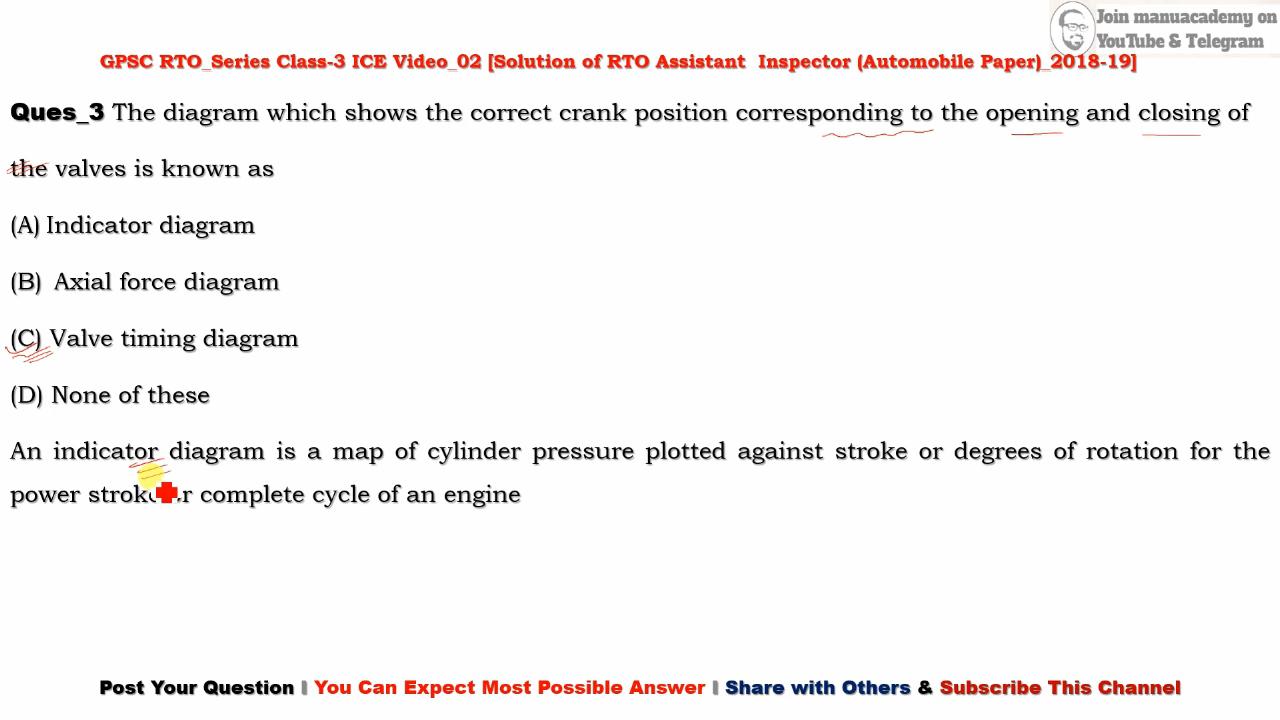 Join manuacademy on
YouTube & Telegram
GPSC RTO_Series Class-3 ICE Video_02 [Solution of RTO Assistant Inspector (Automobile Paper)_2018-19]
Ques_3 The diagram which shows the correct crank position corresponding to the opening and closing of
the valves is known as
(A) Indicator diagram
(B) Axial force diagram
(C) Valve timing diagram
(D) None of these
An indicator diagram is a map of cylinder pressure plotted against stroke or degrees of rotation for the
power stroke or complete cycle of an engine
Post Your Question | You Can Expect Most Possible Answer | Share with Others & Subscribe This Channel